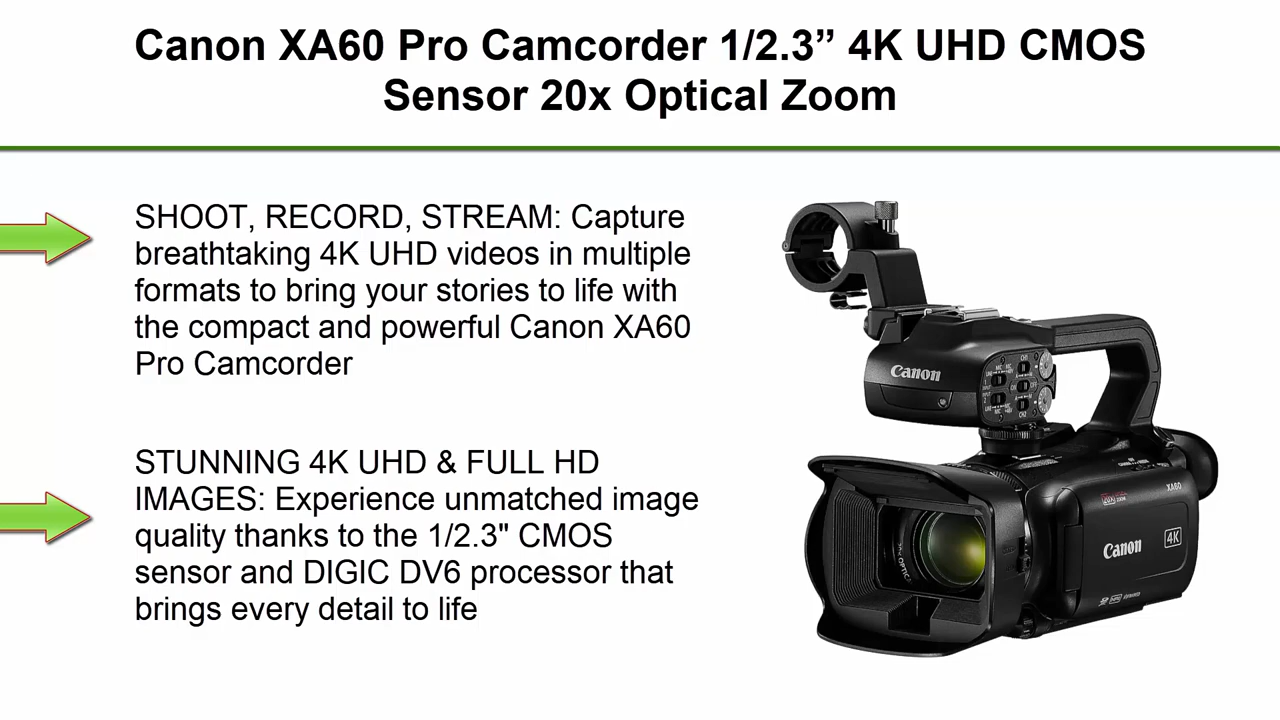 Canon XA60 Pro Camcorder 1/2.3” 4K UHD CMOS
Sensor 20x Optical Zoom
SHOOT, RECORD, STREAM: Capture
breathtaking 4K UHD videos in multiple
formats to bring your stories to life with
the compact and powerful Canon XA60
Pro Camcorder
STUNNING 4K UHD & FULL HD
IMAGES: Experience unmatched image
quality thanks to the 1/2.3" CMOS
sensor and DIGIC DV6 processor that
brings every detail to life
Canon
CH1
CH2
XA60
Canon
4K